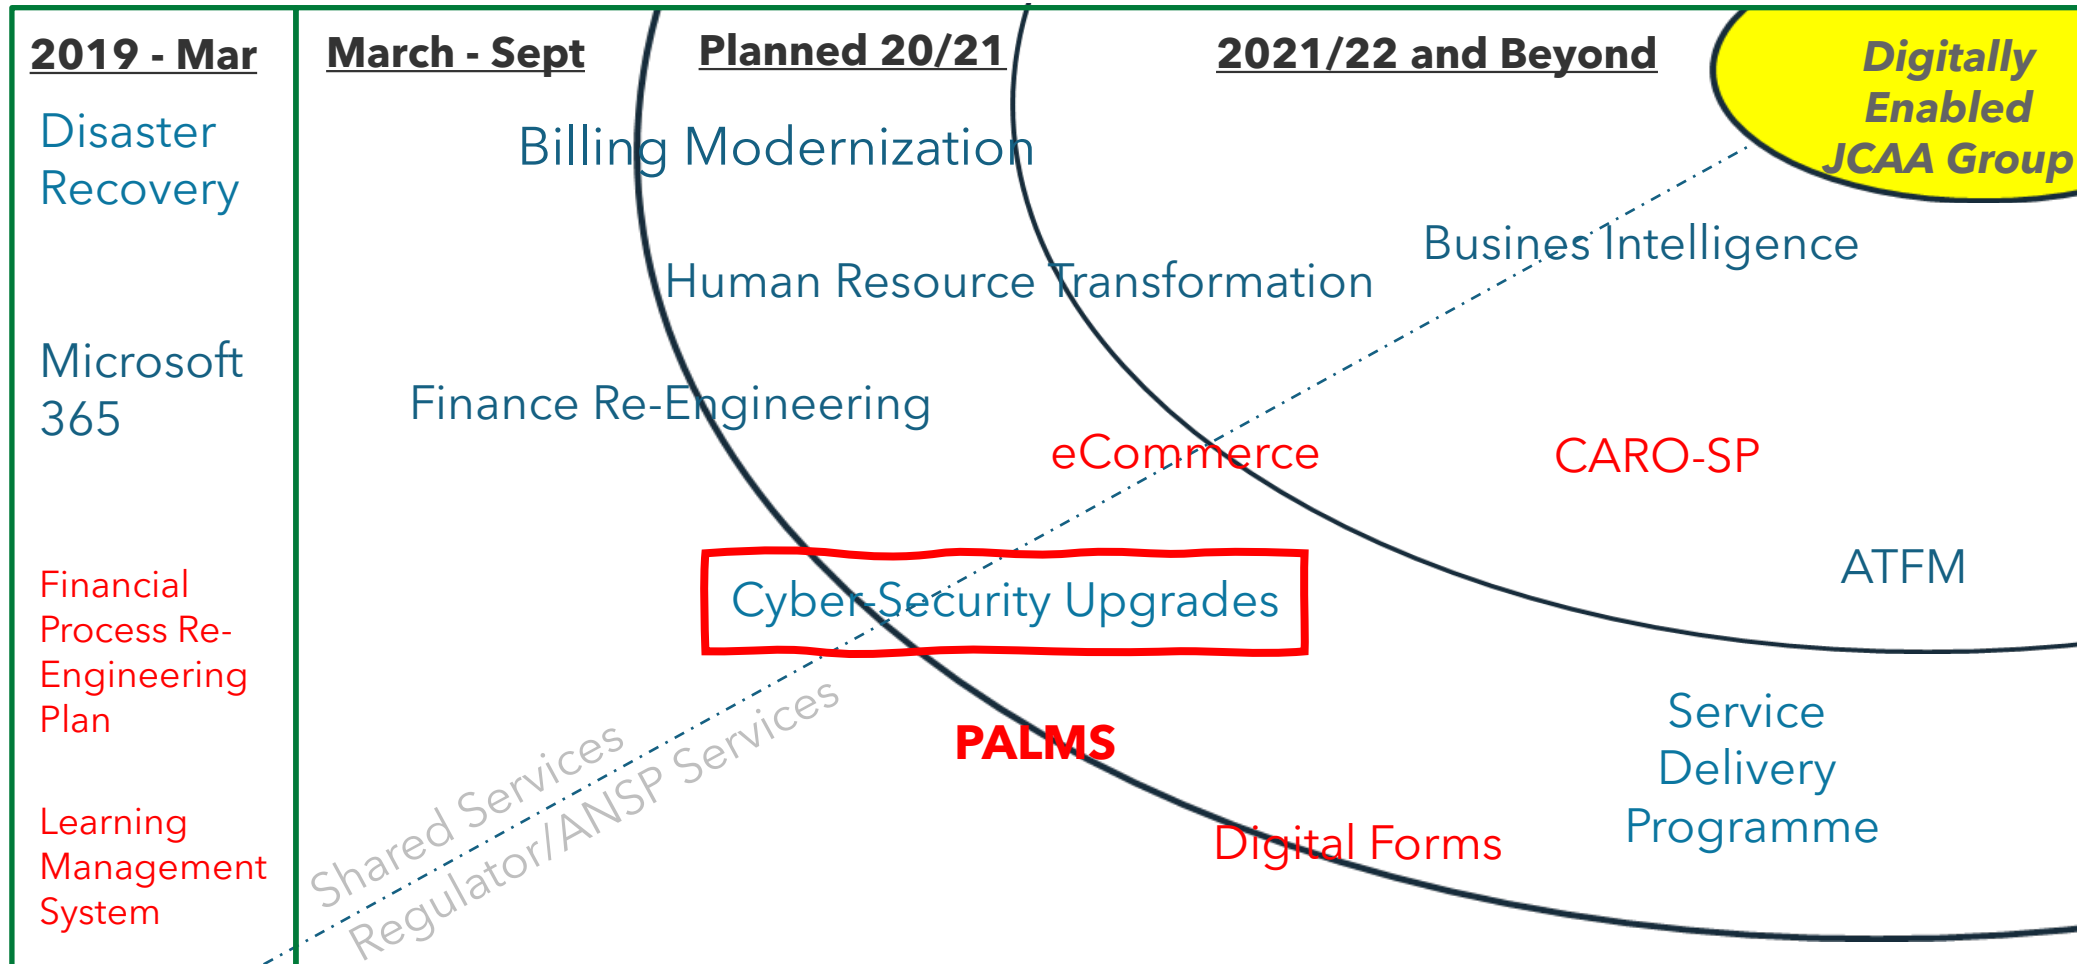 2019 - Mar
March - Sept
Planned 20/21
2021/22 and Beyond
Digitally
Enabled
JCAA Group
Disaster
Recovery
Billing Modernization
Busines Intelligence
Human Resource Transformation
Microsoft
365
Finance Re-Engineering
eCommerce
CARO-SP
ATFM
Financial
Process Re-
Engineering
Plan
Cyber-Security Upgrades
PALMS
Service
Delivery
Programme
Learning
Management
System
Digital Forms
Shared Services
Regulator/ANSP Services